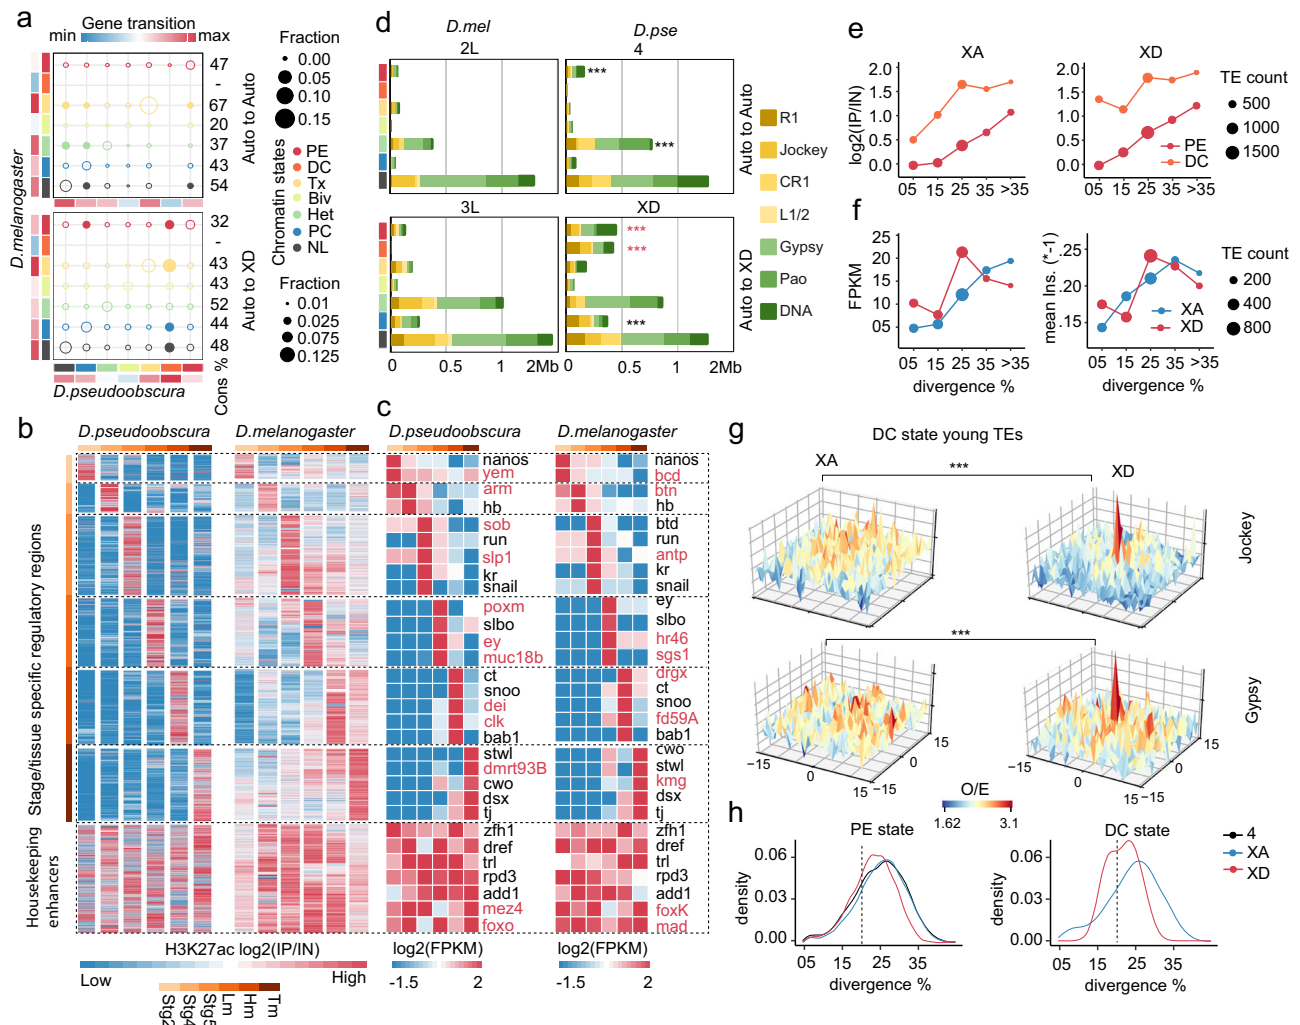 a
Gene transition
min
max
D.melanogaster
47
-
67
20
37
43
54
Auto to Auto
32
-
43
43
52
44
48
Auto to XD
Cons %
D.pseudoobscura
Fraction
0.00
0.05
0.10
0.15
Chromatin states
PE
DC
Tx
Biv
Het
PC
NL
Fraction
0.01
0.025
0.075
0.125
d
D.mel
D.pse
2L
4
***
***
Auto to Auto
3L
XD
***
***
***
Auto to XD
0
0.5
1
2Mb
0
0.5
1
2Mb
R1
Jockey
CR1
L1/2
Gypsy
Pao
DNA
e
XA
XD
log2(IP/IN)
2.0
1.5
1.0
0.5
0.0
05
15
25
35
>35
2.0
1.5
1.0
0.5
0.0
05
15
25
35
>35
PE
DC
TE count
500
1000
1500
f
FPKM
25
20
15
10
05
05
15
25
35
>35
divergence %
mean Ins. (*-1)
.25
.20
.15
05
15
25
35
>35
divergence %
XA
XD
TE count
200
400
800
b
D.pseudoobscura
D.melanogaster
Stage/tissue specific regulatory regions
Housekeeping
enhancers
H3K27ac log2(IP/IN)
Low
High
Stg2
Stg4
Stg5
Lm
Hm
Tm
c
D.pseudoobscura
D.melanogaster
nanos
yem
arm
hb
sob
run
slp1
kr
snail
poxm
slbo
ey
muc18b
ct
snoo
dei
clk
bab1
stwl
dmrt93B
cwo
dsx
tj
zfh1
dref
trl
rpd3
add1
mez4
foxo
nanos
bcd
btn
hb
btd
run
antp
kr
snail
ey
slbo
hr46
sgs1
drgx
ct
snoo
fd59A
bab1
cwo
stwl
kmg
dsx
tj
zfh1
dref
trl
rpd3
add1
foxK
mad
log2(FPKM)
-1.5
2
log2(FPKM)
-1.5
2
g
DC state young TEs
XA
***
XD
Jockey
***
Gypsy
−15
0
15
−15
−15
0
15
−15
15
15
O/E
1.62
3.1
h
PE state
density
0.06
0.03
0.00
05
15
25
35
divergence %
DC state
density
0.06
0.03
0.00
05
15
25
35
divergence %
4
XA
XD